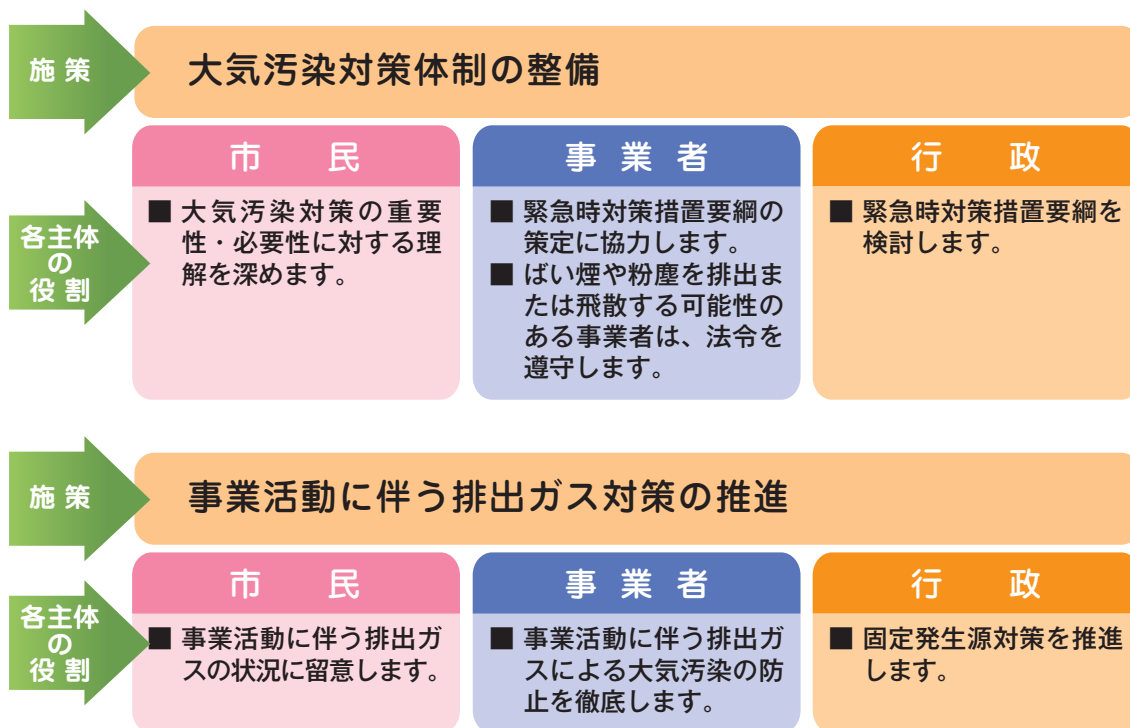 施策
大気汚染対策体制の整備
各主体
の
役割
市民
■ 大気汚染対策の重要
性・必要性に対する理
解を深めます。
事業者
■ 緊急時対策措置要綱の
策定に協力します。
■ ばい煙や粉塵を排出ま
たは飛散する可能性の
ある事業者は、法令を
遵守します。
行政
■ 緊急時対策措置要綱を
検討します。
施策
事業活動に伴う排出ガス対策の推進
各主体
の
役割
市民
■ 事業活動に伴う排出ガ
スの状況に留意します。
事業者
■ 事業活動に伴う排出ガ
スによる大気汚染の防
止を徹底します。
行政
■ 固定発生源対策を推進
します。